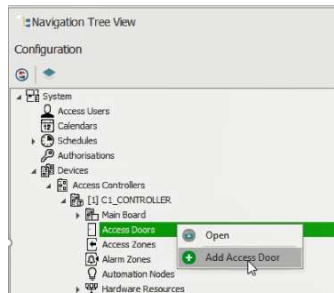 Navigation Tree View
Configuration
System
Access Users
12 Calendars
Schedules
Authorisations
Devices
Access Controllers
[1] C1_CONTROLLER
Main Board
Access Doors
Open
Access Zones
Add Access Door
Alarm Zones
Automation Nodes
Hardware Resources